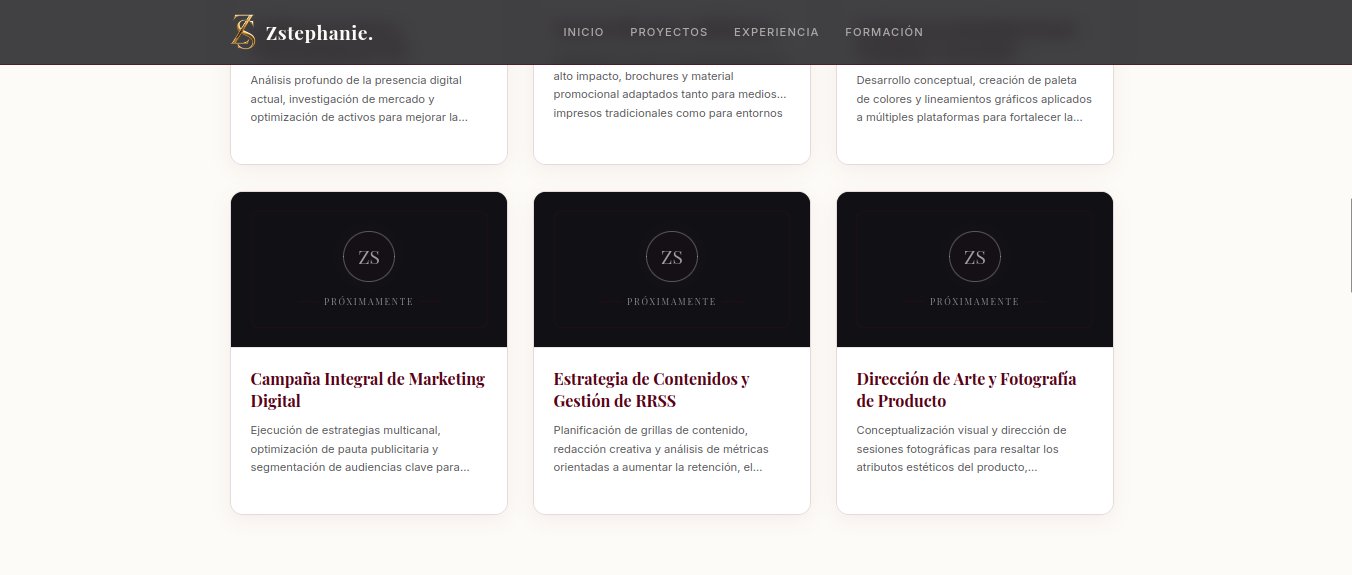 ZS Zstephanie.
INICIO PROYECTOS EXPERIENCIA FORMACIÓN
Análisis profundo de la presencia digital
actual, investigación de mercado y
optimización de activos para mejorar la...
alto impacto, brochures y material
promocional adaptados tanto para medios...
impresos tradicionales como para entornos
Desarrollo conceptual, creación de paleta
de colores y lineamientos gráficos aplicados
a múltiples plataformas para fortalecer la...
ZS
PRÓXIMAMENTE
Campaña Integral de Marketing
Digital
Ejecución de estrategias multicanal,
optimización de pauta publicitaria y
segmentación de audiencias clave para...
ZS
PRÓXIMAMENTE
Estrategia de Contenidos y
Gestión de RRSS
Planificación de grillas de contenido,
redacción creativa y análisis de métricas
orientadas a aumentar la retención, el...
ZS
PRÓXIMAMENTE
Dirección de Arte y Fotografía
de Producto
Conceptualización visual y dirección de
sesiones fotográficas para resaltar los
atributos estéticos del producto,...